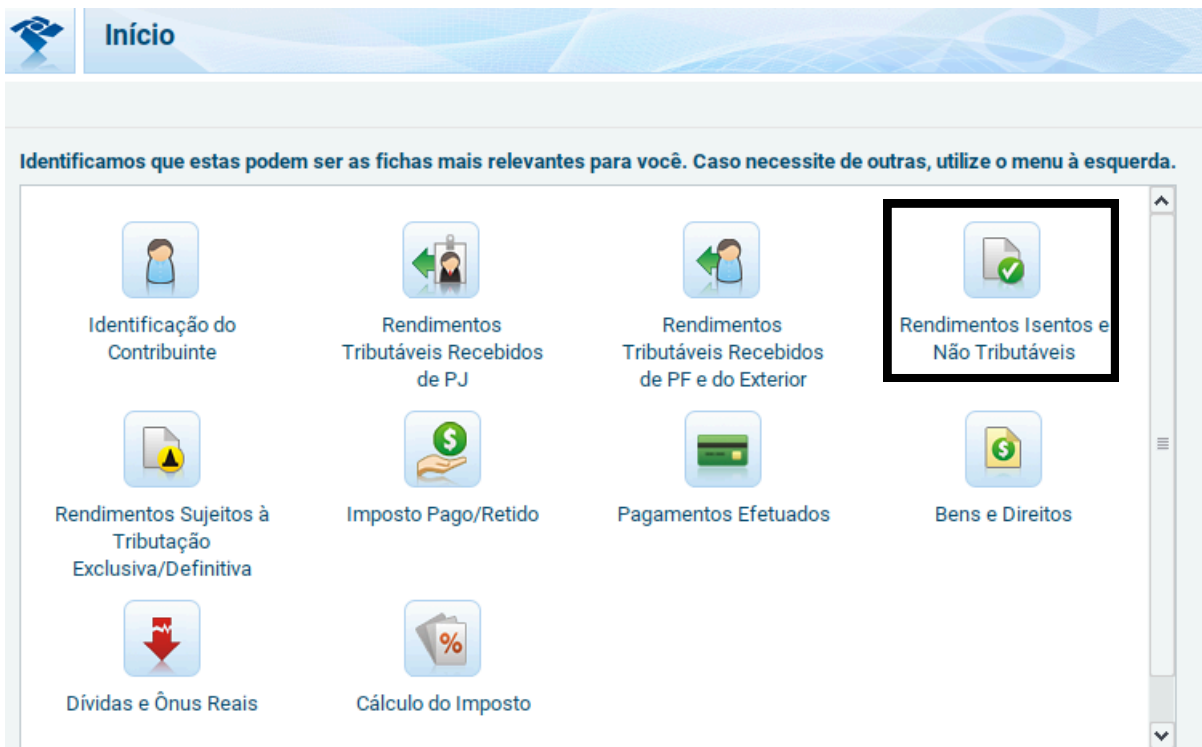 Início
Identificamos que estas podem ser as fichas mais relevantes para você. Caso necessite de outras, utilize o menu à esquerda.
Identificação do
Contribuinte
Rendimentos
Tributáveis Recebidos
de PJ
Rendimentos
Tributáveis Recebidos
de PF e do Exterior
Rendimentos Isentos e
Não Tributáveis
Rendimentos Sujeitos à
Tributação
Exclusiva/Definitiva
Imposto Pago/Retido
Pagamentos Efetuados
Bens e Direitos
Dívidas e Ônus Reais
Cálculo do Imposto